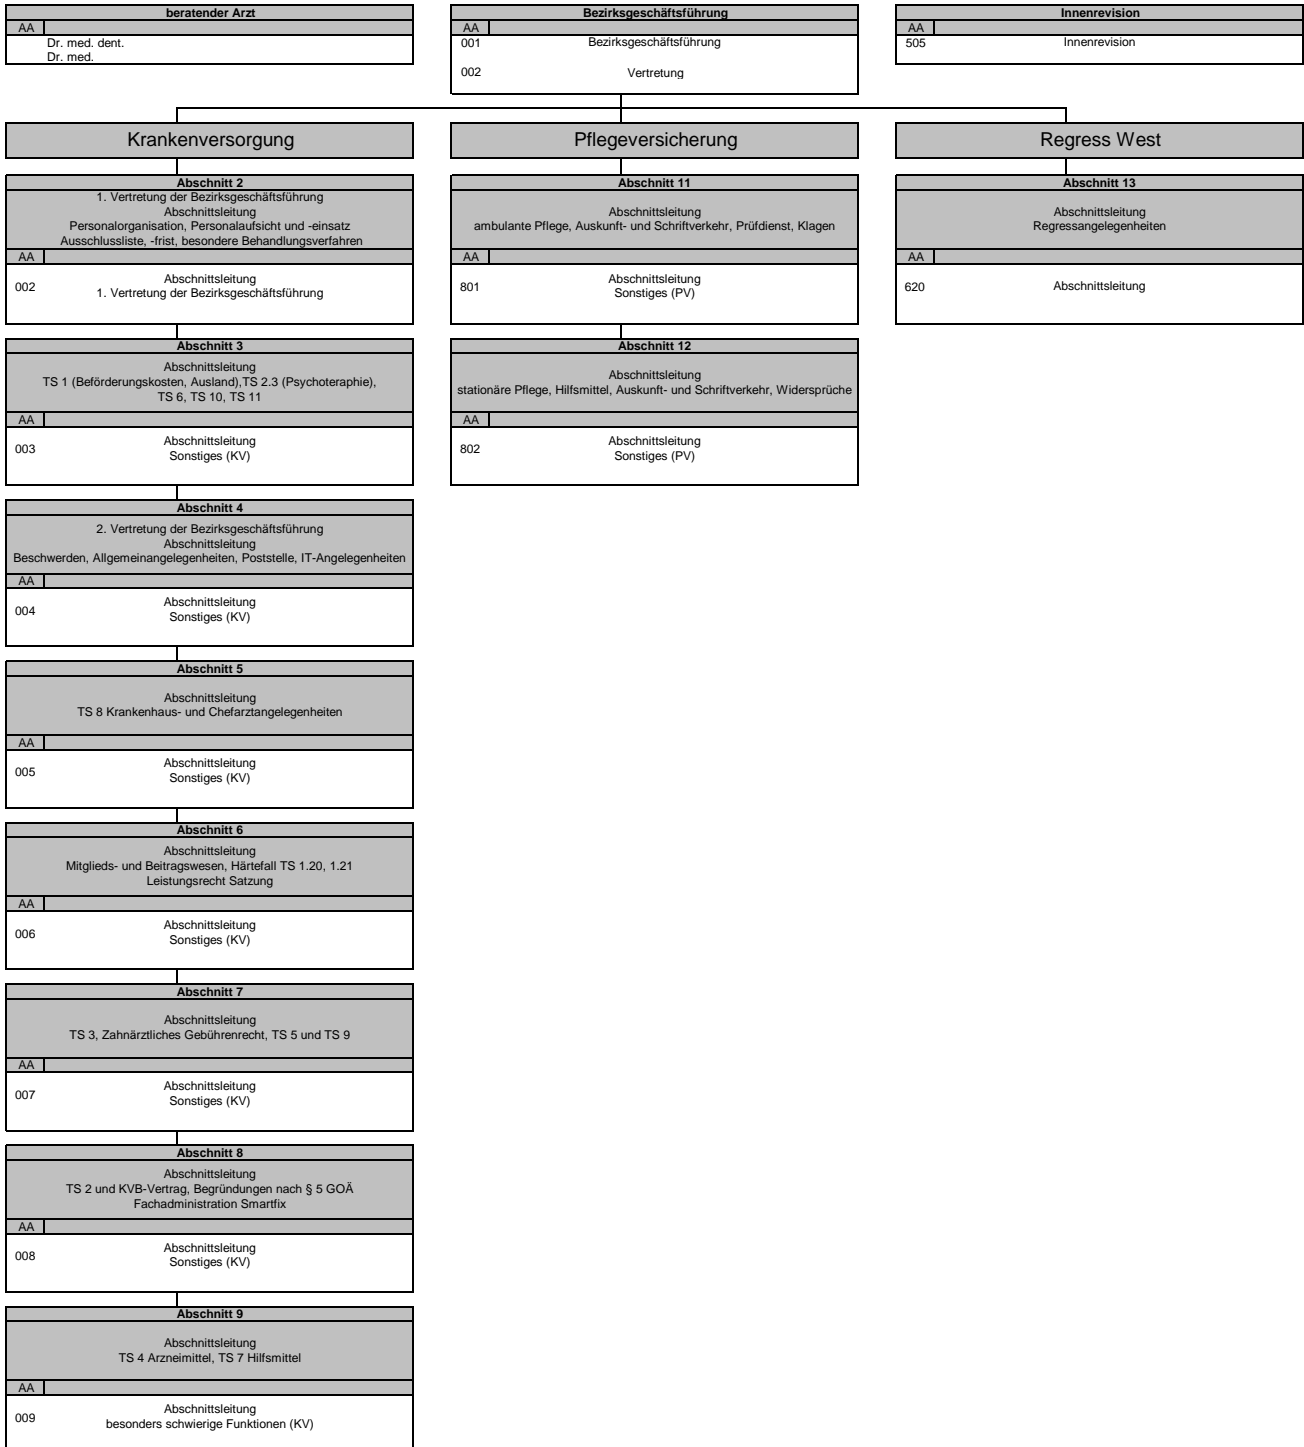 beratender Arzt
AA
Dr. med. dent.
Dr. med.
Bezirksgeschäftsführung
AA
001 Bezirksgeschäftsführung
002 Vertretung
Innenrevision
AA
505 Innenrevision
Krankenversorgung
Abschnitt 2
1. Vertretung der Bezirksgeschäftsführung
Abschnittsleitung
Personalorganisation, Personalaufsicht und -einsatz
Ausschlussliste, -frist, besondere Behandlungsverfahren
AA
002 Abschnittsleitung
1. Vertretung der Bezirksgeschäftsführung
Abschnitt 3
Abschnittsleitung
TS 1 (Beförderungskosten, Ausland),TS 2.3 (Psychoteraphie),
TS 6, TS 10, TS 11
AA
003 Abschnittsleitung
Sonstiges (KV)
Abschnitt 4
2. Vertretung der Bezirksgeschäftsführung
Abschnittsleitung
Beschwerden, Allgemeinangelegenheiten, Poststelle, IT-Angelegenheiten
AA
004 Abschnittsleitung
Sonstiges (KV)
Abschnitt 5
Abschnittsleitung
TS 8 Krankenhaus- und Chefarztangelegenheiten
AA
005 Abschnittsleitung
Sonstiges (KV)
Abschnitt 6
Abschnittsleitung
Mitglieds- und Beitragswesen, Härtefall TS 1.20, 1.21
Leistungsrecht Satzung
AA
006 Abschnittsleitung
Sonstiges (KV)
Abschnitt 7
Abschnittsleitung
TS 3, Zahnärztliches Gebührenrecht, TS 5 und TS 9
AA
007 Abschnittsleitung
Sonstiges (KV)
Abschnitt 8
Abschnittsleitung
TS 2 und KVB-Vertrag, Begründungen nach § 5 GOÄ
Fachadministration Smartfix
AA
008 Abschnittsleitung
Sonstiges (KV)
Abschnitt 9
Abschnittsleitung
TS 4 Arzneimittel, TS 7 Hilfsmittel
AA
009 Abschnittsleitung
besonders schwierige Funktionen (KV)
Pflegeversicherung
Abschnitt 11
Abschnittsleitung
ambulante Pflege, Auskunft- und Schriftverkehr, Prüfdienst, Klagen
AA
801 Abschnittsleitung
Sonstiges (PV)
Abschnitt 12
Abschnittsleitung
stationäre Pflege, Hilfsmittel, Auskunft- und Schriftverkehr, Widersprüche
AA
802 Abschnittsleitung
Sonstiges (PV)
Regress West
Abschnitt 13
Abschnittsleitung
Regressangelegenheiten
AA
620 Abschnittsleitung